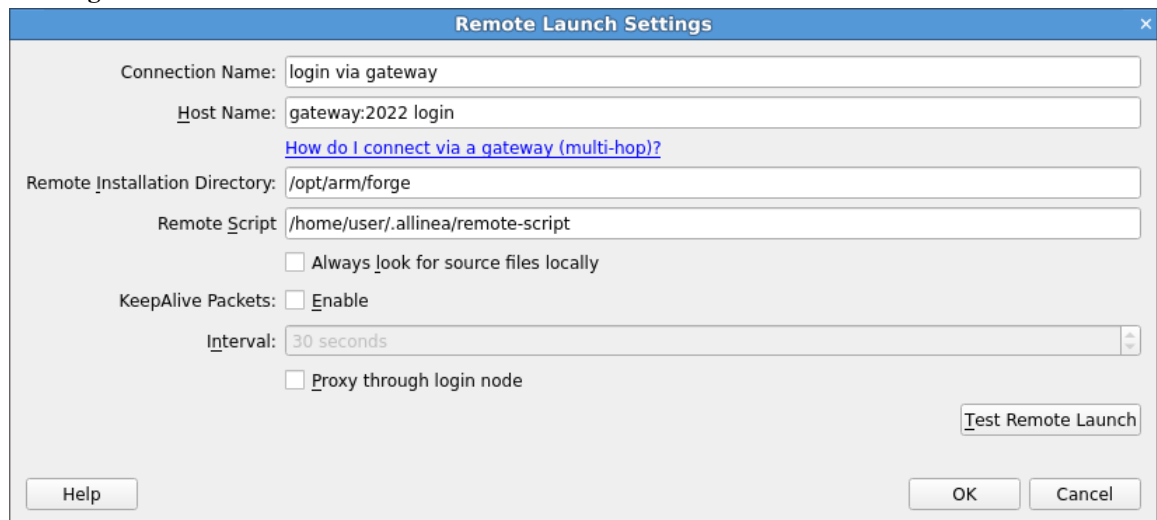 Remote Launch Settings ×
Connection Name: login via gateway
Host Name: gateway:2022 login
How do I connect via a gateway (multi-hop)?
Remote Installation Directory: /opt/arm/forge
Remote Script /home/user/.allinea/remote-script
Always look for source files locally
KeepAlive Packets: Enable
Interval: 30 seconds
Proxy through login node
Test Remote Launch
Help OK Cancel